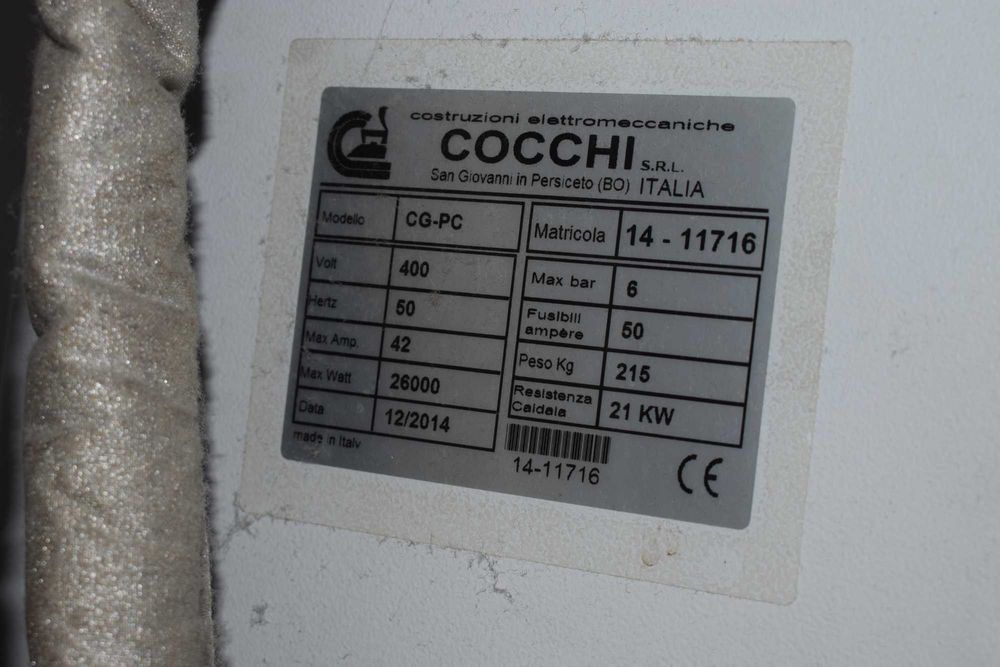 costruzioni elettromeccaniche
COCCHI S.R.L.
San Giovanni in Persiceto (BO) ITALIA
Modello CG-PC
Volt 400
Hertz 50
Max Amp. 42
Max Watt 26000
Data 12/2014
made in Italy
Matricola 14 - 11716
Max bar 6
Fusibili ampère 50
Peso Kg 215
Resistenza Caldaia 21 KW
14-11716
CE